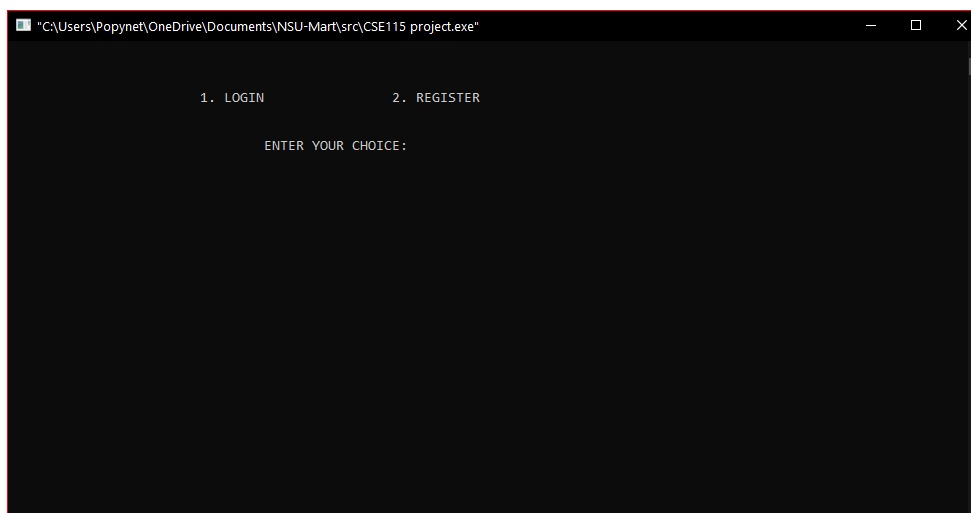 "C:\Users\Popynet\OneDrive\Documents\NSU-Mart\src\CSE115 project.exe"
1. LOGIN 2. REGISTER
ENTER YOUR CHOICE: